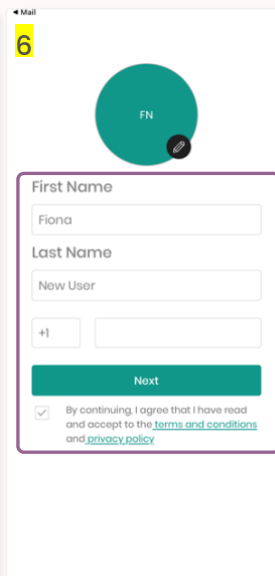 ◀ Mail
6
FN
First Name
Fiona
Last Name
New User
+1
Next
By continuing, I agree that I have read
and accept to the terms and conditions
and privacy policy